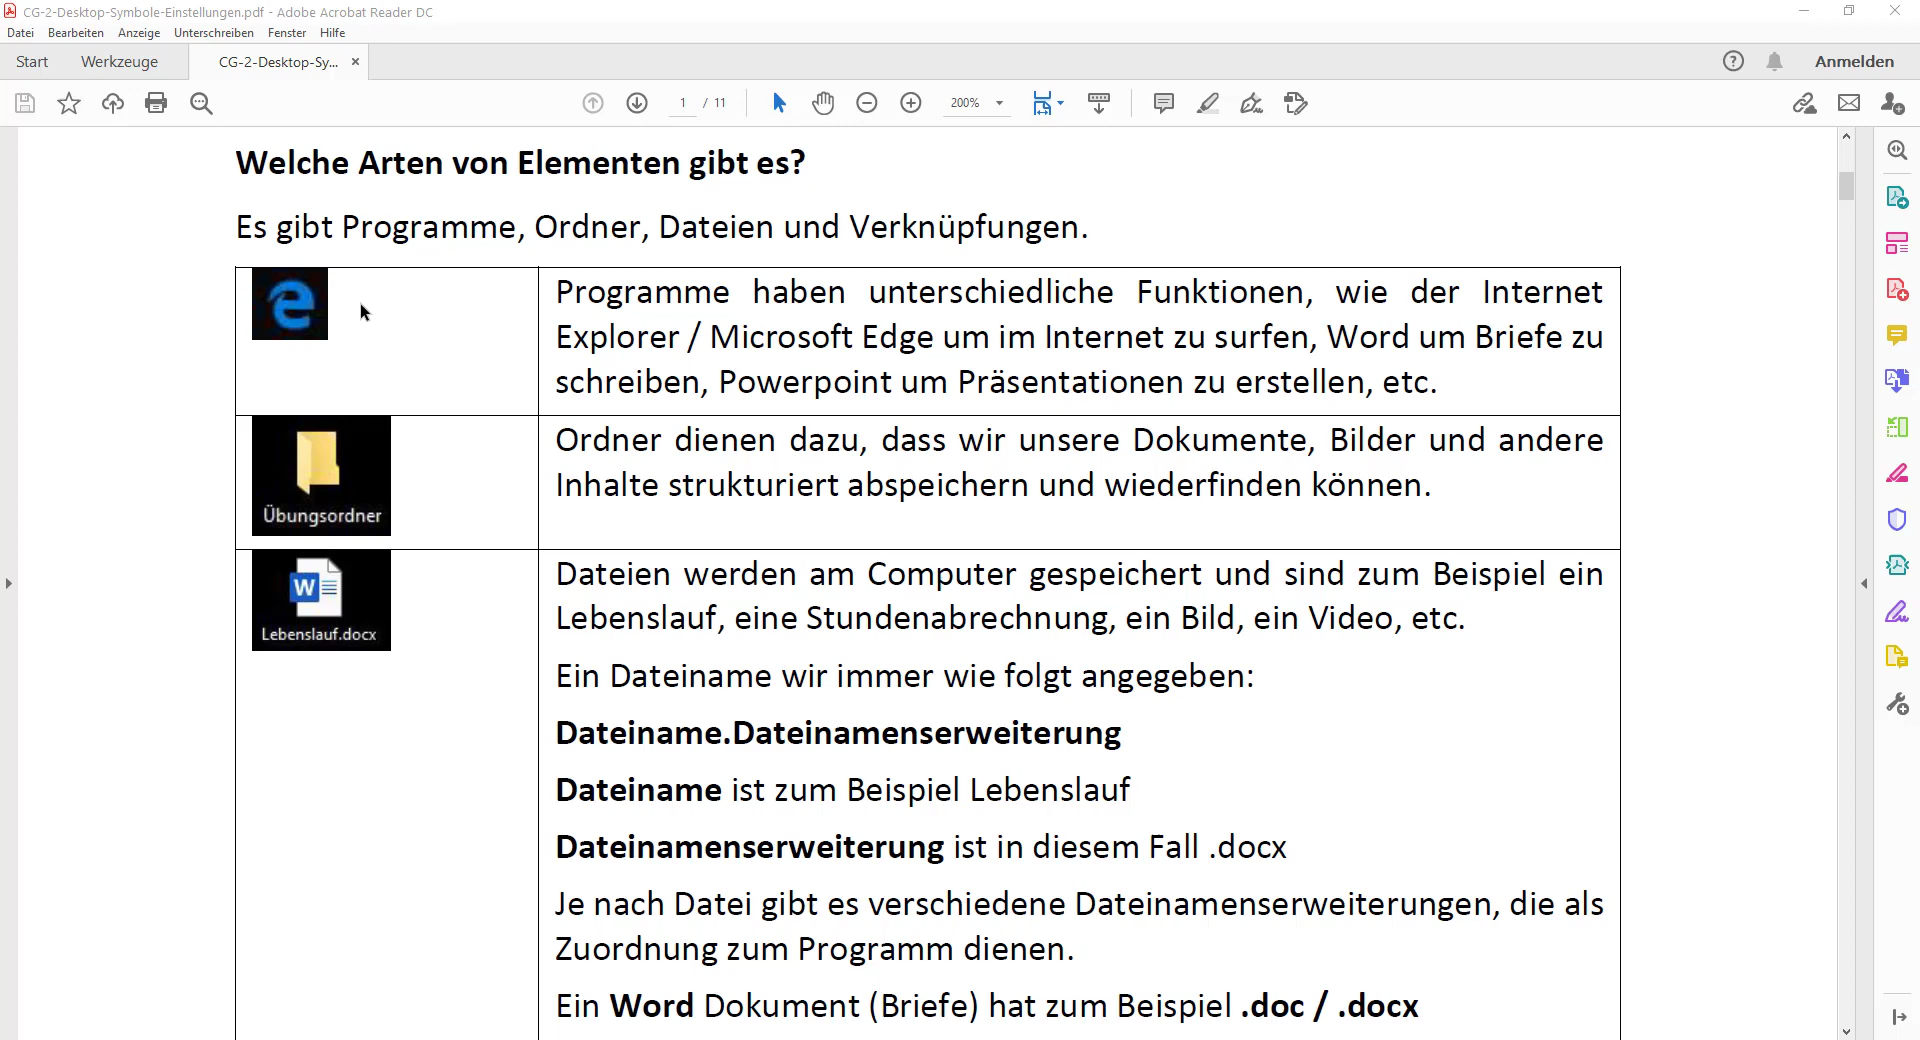 CG-2-Desktop-Symbole-Einstellungen.pdf - Adobe Acrobat Reader DC
Datei Bearbeiten Anzeige Unterschreiben Fenster Hilfe
Start Werkzeuge CG-2-Desktop-Sy... × Anmelden
1 / 11 200%
Welche Arten von Elementen gibt es?
Es gibt Programme, Ordner, Dateien und Verknüpfungen.
Programme haben unterschiedliche Funktionen, wie der Internet
Explorer / Microsoft Edge um im Internet zu surfen, Word um Briefe zu
schreiben, Powerpoint um Präsentationen zu erstellen, etc.
Übungsordner
Ordner dienen dazu, dass wir unsere Dokumente, Bilder und andere
Inhalte strukturiert abspeichern und wiederfinden können.
W
Lebenslauf.docx
Dateien werden am Computer gespeichert und sind zum Beispiel ein
Lebenslauf, eine Stundenabrechnung, ein Bild, ein Video, etc.
Ein Dateiname wir immer wie folgt angegeben:
Dateiname.Dateinamenserweiterung
Dateiname ist zum Beispiel Lebenslauf
Dateinamenserweiterung ist in diesem Fall .docx
Je nach Datei gibt es verschiedene Dateinamenserweiterungen, die als
Zuordnung zum Programm dienen.
Ein Word Dokument (Briefe) hat zum Beispiel .doc / .docx